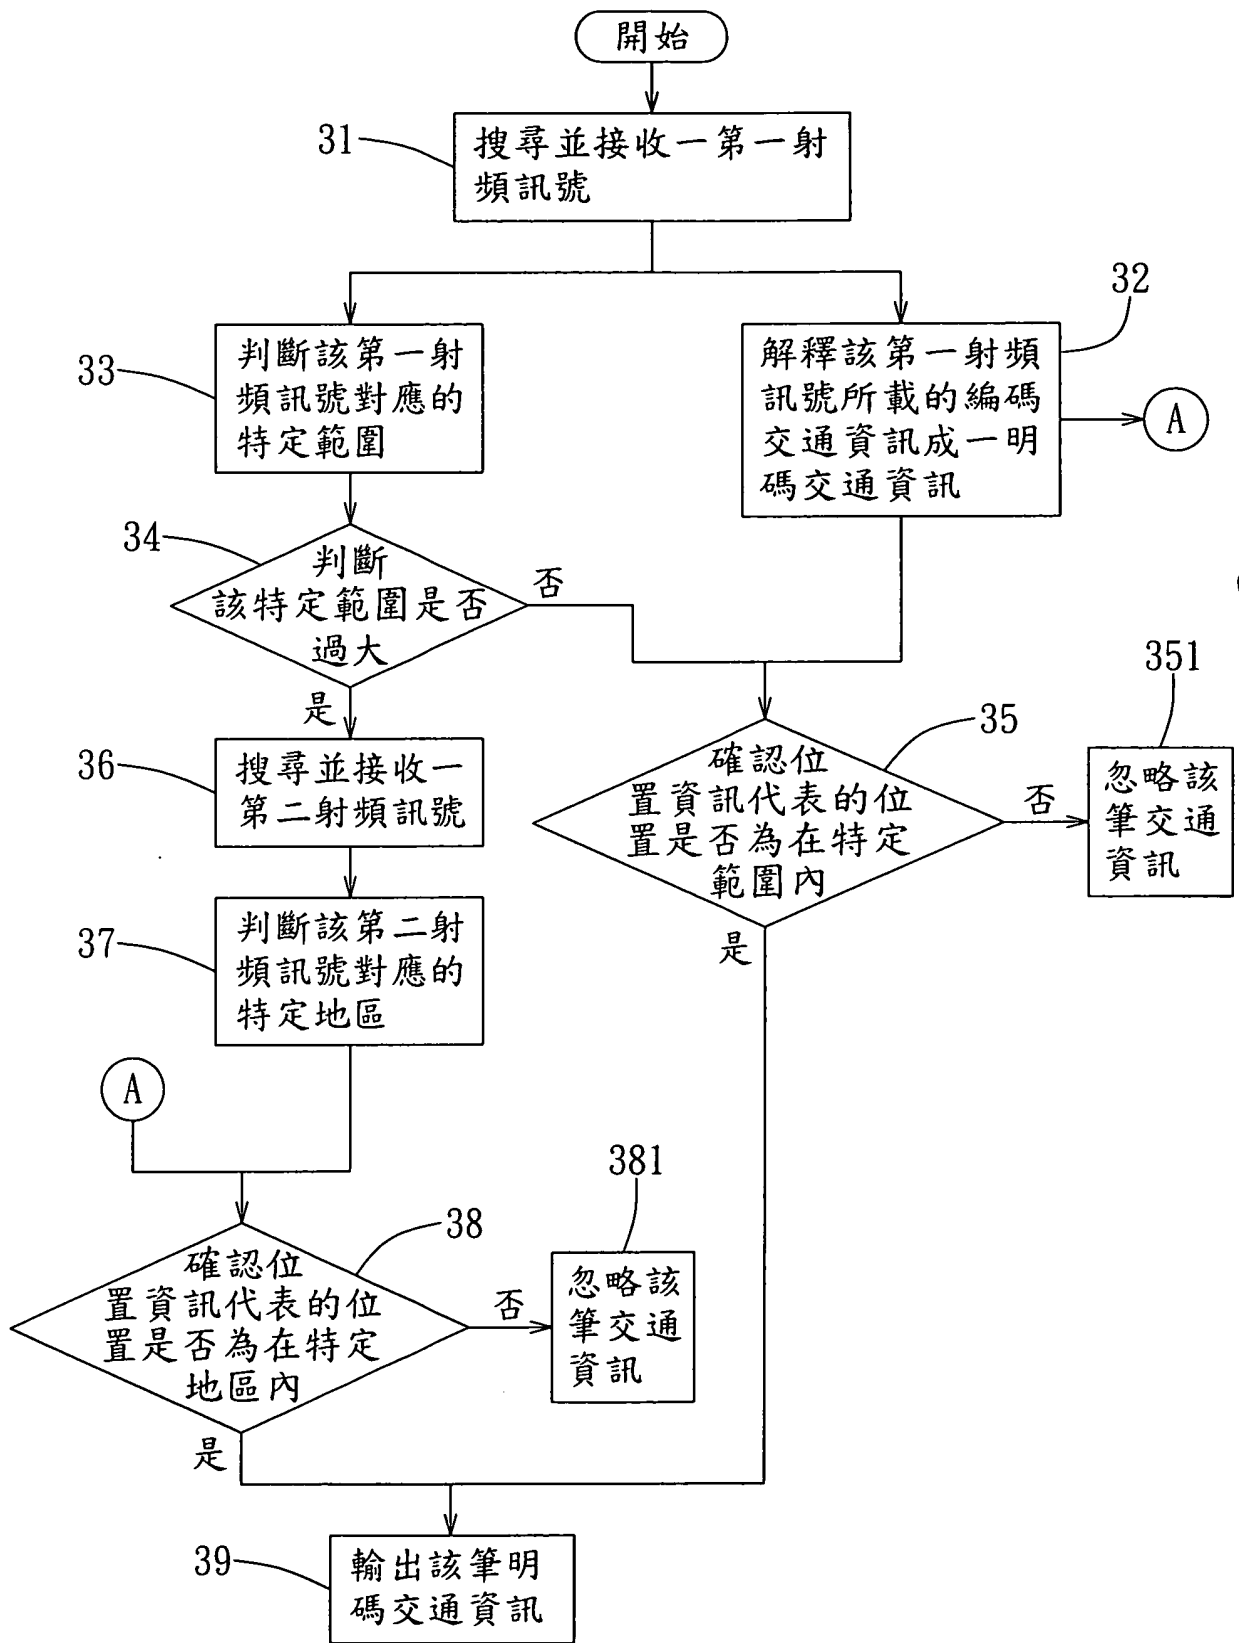 開始
31
搜尋並接收一第一射
頻訊號
32
33
判斷該第一射
頻訊號對應的
特定範圍
解釋該第一射頻
訊號所載的編碼
交通資訊成一明
碼交通資訊
A
34
判斷
該特定範圍是否
過大
否
是
36
搜尋並接收一
第二射頻訊號
35
確認位
置資訊代表的位
置是否為在特定
範圍內
否
是
351
忽略該
筆交通
資訊
37
判斷該第二射
頻訊號對應的
特定地區
A
38
確認位
置資訊代表的位
置是否為在特定
地區內
否
是
381
忽略該
筆交通
資訊
39
輸出該筆明
碼交通資訊